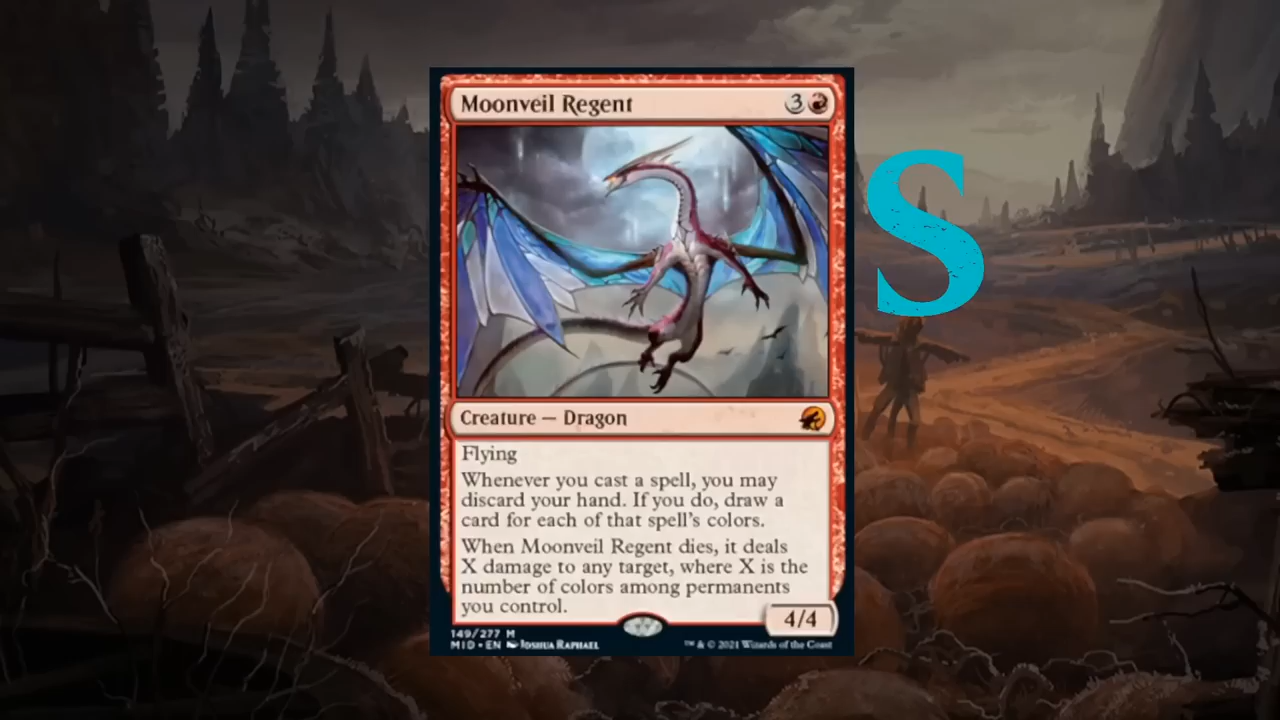 Moonveil Regent 3
S
Creature — Dragon
Flying
Whenever you cast a spell, you may
discard your hand. If you do, draw a
card for each of that spell's colors.
When Moonveil Regent dies, it deals
X damage to any target, where X is the
number of colors among permanents
you control.
4/4
149/277 M
MID • EN Joshua Raphael
™ & © 2021 Wizards of the Coast